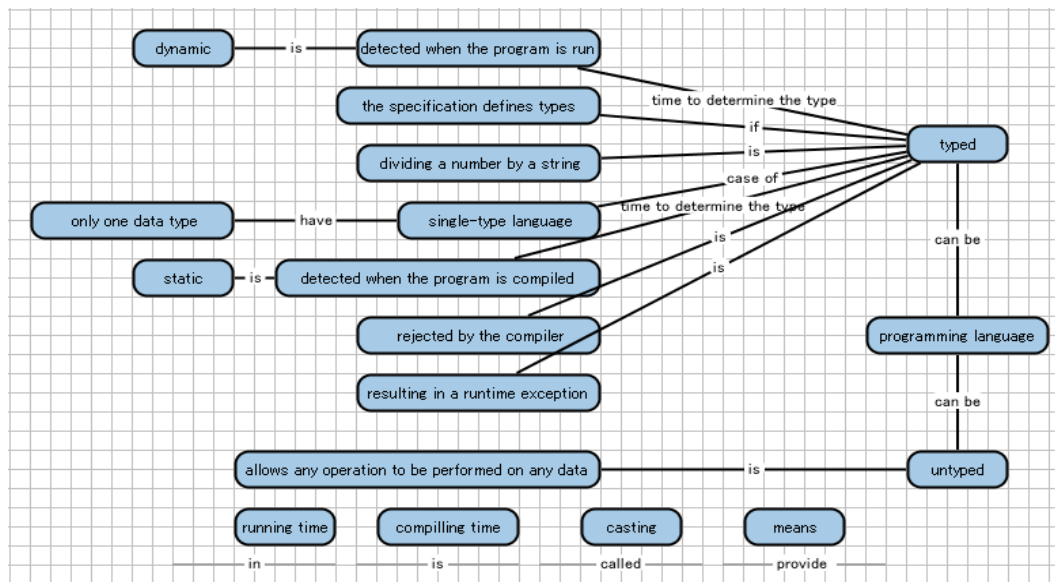 dynamic
is
detected when the program is run
time to determine the type
the specification defines types
if
typed
dividing a number by a string
is
case of
only one data type
have
single-type language
time to determine the type
is
can be
static
is
detected when the program is compiled
is
rejected by the compiler
programming language
resulting in a runtime exception
can be
allows any operation to be performed on any data
is
untyped
running time
compilling time
casting
means
in
is
called
provide